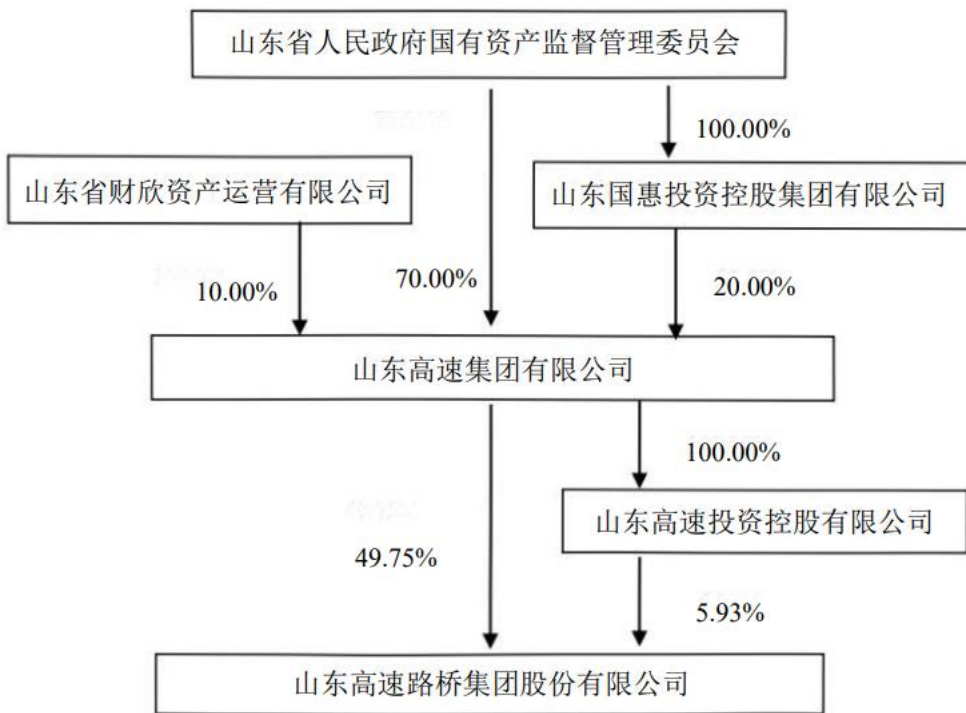 山东省人民政府国有资产监督管理委员会
100.00%
山东省财欣资产运营有限公司
山东国惠投资控股集团有限公司
10.00%
70.00%
20.00%
山东高速集团有限公司
100.00%
山东高速投资控股有限公司
49.75%
5.93%
山东高速路桥集团股份有限公司